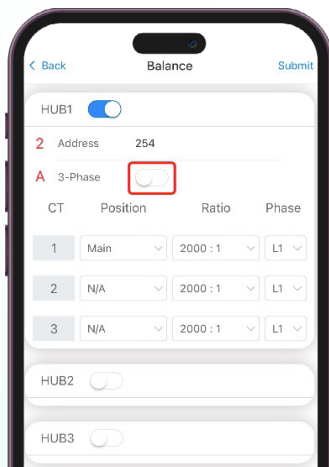 Back Balance Submit
HUB1
2 Address 254
A 3-Phase
CT Position Ratio Phase
1 Main 2000 : 1 L1
2 N/A 2000 : 1 L1
3 N/A 2000 : 1 L1
HUB2
HUB3